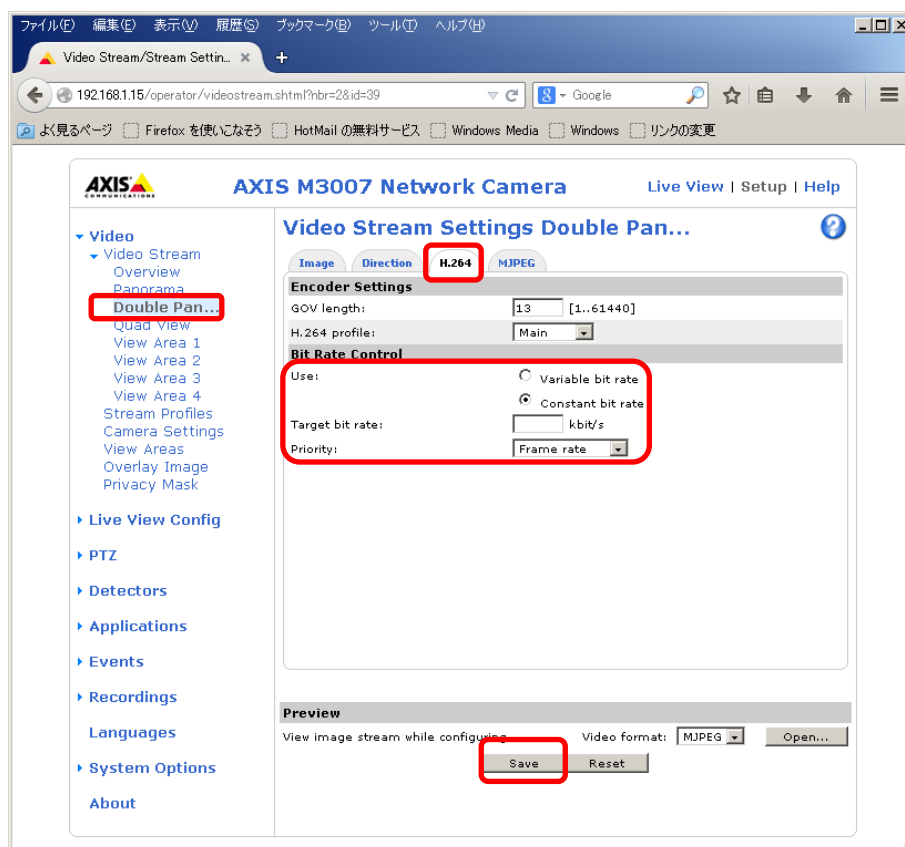 ファイル(F) 編集(E) 表示(V) 履歴(S) ブックマーク(B) ツール(T) ヘルプ(H)
Video Stream/Stream Settin... × +
192.168.1.15/operator/videostream.shtml?nbr=2&id=39 8 Google
よく見るページ Firefox を使いこなそう HotMail の無料サービス Windows Media Windows リンクの変更
AXIS
COMMUNICATIONS
AXIS M3007 Network Camera
Live View | Setup | Help
Video
Video Stream
Overview
Panorama
Double Pan...
Quad View
View Area 1
View Area 2
View Area 3
View Area 4
Stream Profiles
Camera Settings
View Areas
Overlay Image
Privacy Mask
Live View Config
PTZ
Detectors
Applications
Events
Recordings
Languages
System Options
About
Video Stream Settings Double Pan... ?
Image Direction H.264 MJPEG
Encoder Settings
GOV length: 13 [1..61440]
H.264 profile: Main
Bit Rate Control
Use: Variable bit rate
Constant bit rate
Target bit rate: kbit/s
Priority: Frame rate
Preview
View image stream while configuring Video format: MJPEG Open...
Save Reset